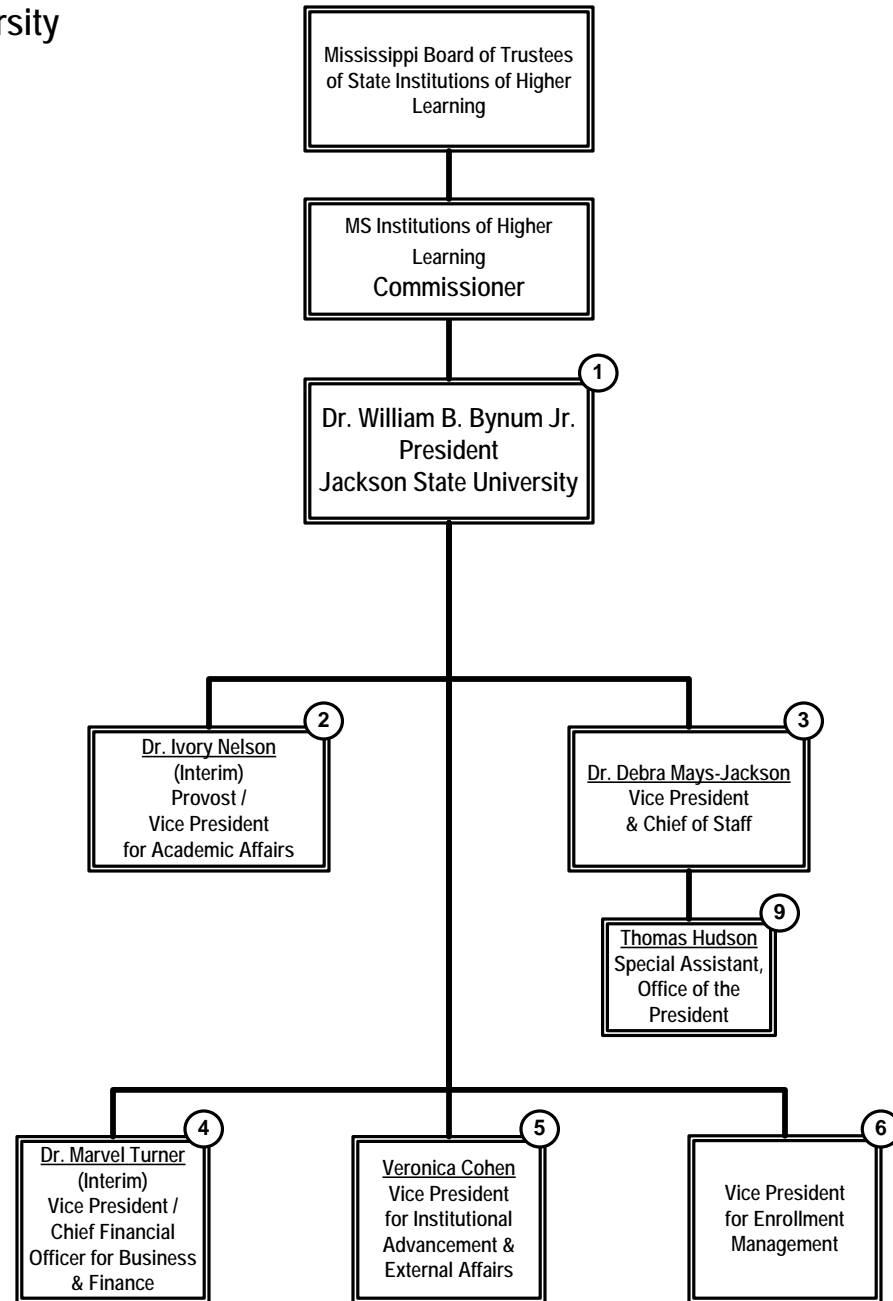 Mississippi Board of Trustees
of State Institutions of Higher
Learning
MS Institutions of Higher
Learning
Commissioner
1
Dr. William B. Bynum Jr.
President
Jackson State University
2
Dr. Ivory Nelson
(Interim)
Provost /
Vice President
for Academic Affairs
3
Dr. Debra Mays-Jackson
Vice President
& Chief of Staff
9
Thomas Hudson
Special Assistant,
Office of the
President
4
Dr. Marvel Turner
(Interim)
Vice President /
Chief Financial
Officer for Business
& Finance
5
Veronica Cohen
Vice President
for Institutional
Advancement &
External Affairs
6
Vice President
for Enrollment
Management